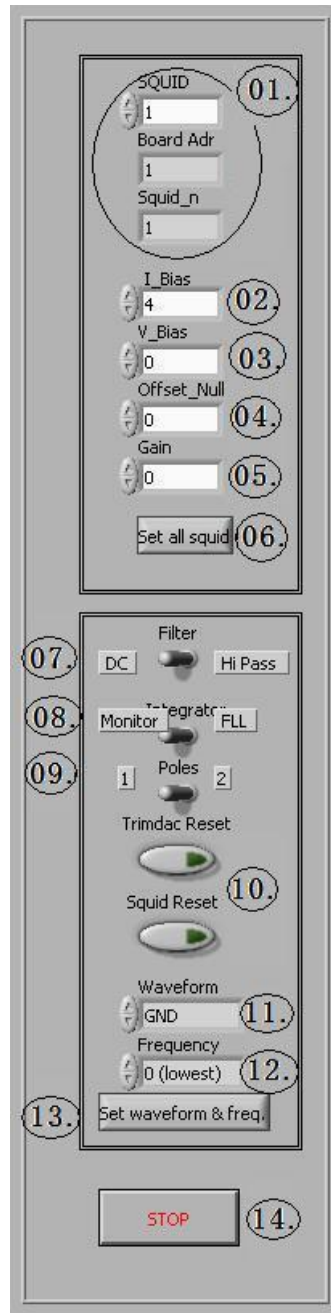 SQUID 01.
1
Board Adr
1
Squid_n
1
I_Bias
4 02.
V_Bias
0 03.
Offset_Null
0 04.
Gain
0 05.
Set all squid 06.
Filter
07. DC Hi Pass
Integrator
08. Monitor FLL
Poles
09. 1 2
Trimdac Reset
10.
Squid Reset
Waveform
GND 11.
Frequency
0 (lowest) 12.
13. Set waveform & freq.
STOP 14.